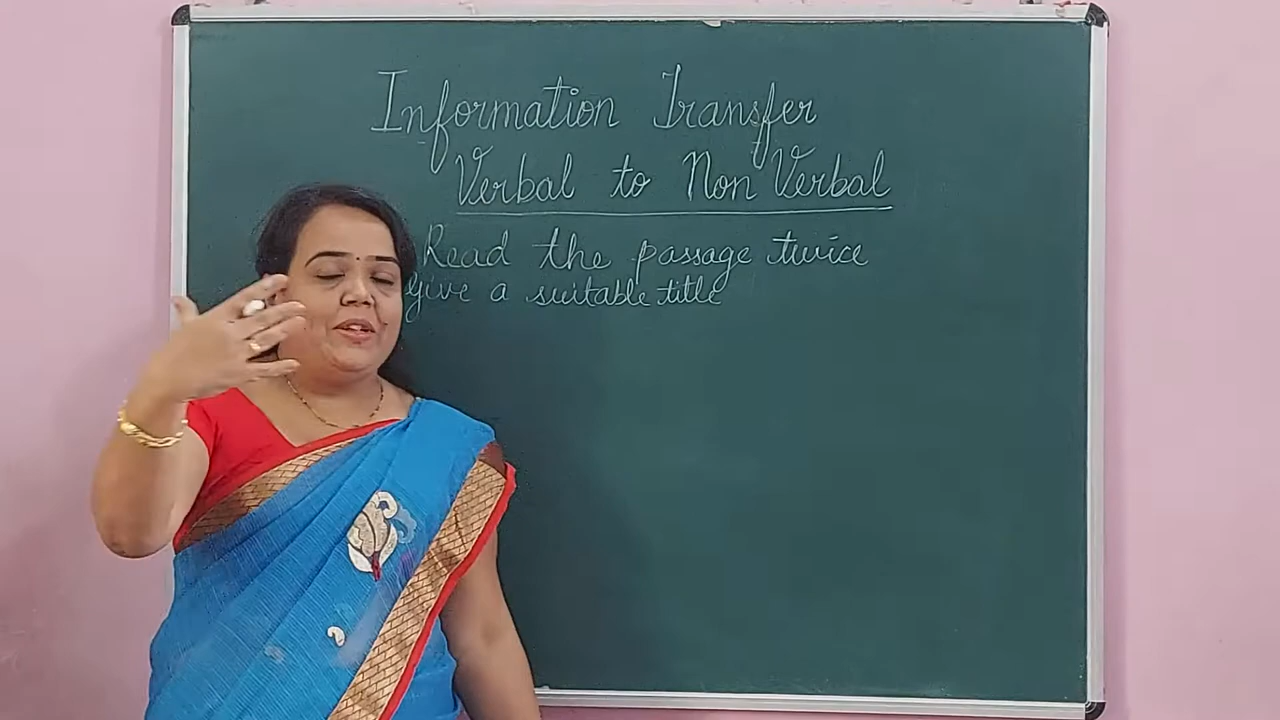 Information Transfer
Verbal to Non Verbal
Read the passage twice
Give a suitable title